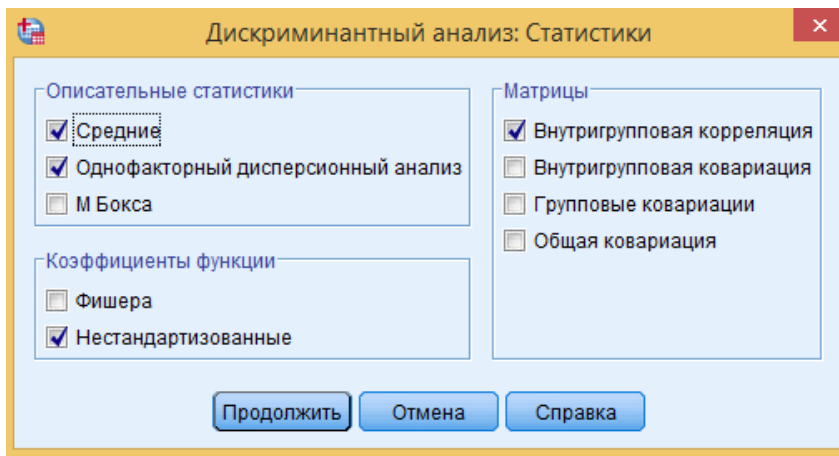 Дискриминантный анализ: Статистики
Описательные статистики
Средние
Однофакторный дисперсионный анализ
М Бокса
Коэффициенты функции
Фишера
Нестандартизованные
Матрицы
Внутригрупповая корреляция
Внутригрупповая ковариация
Групповые ковариации
Общая ковариация
Продолжить Отмена Справка